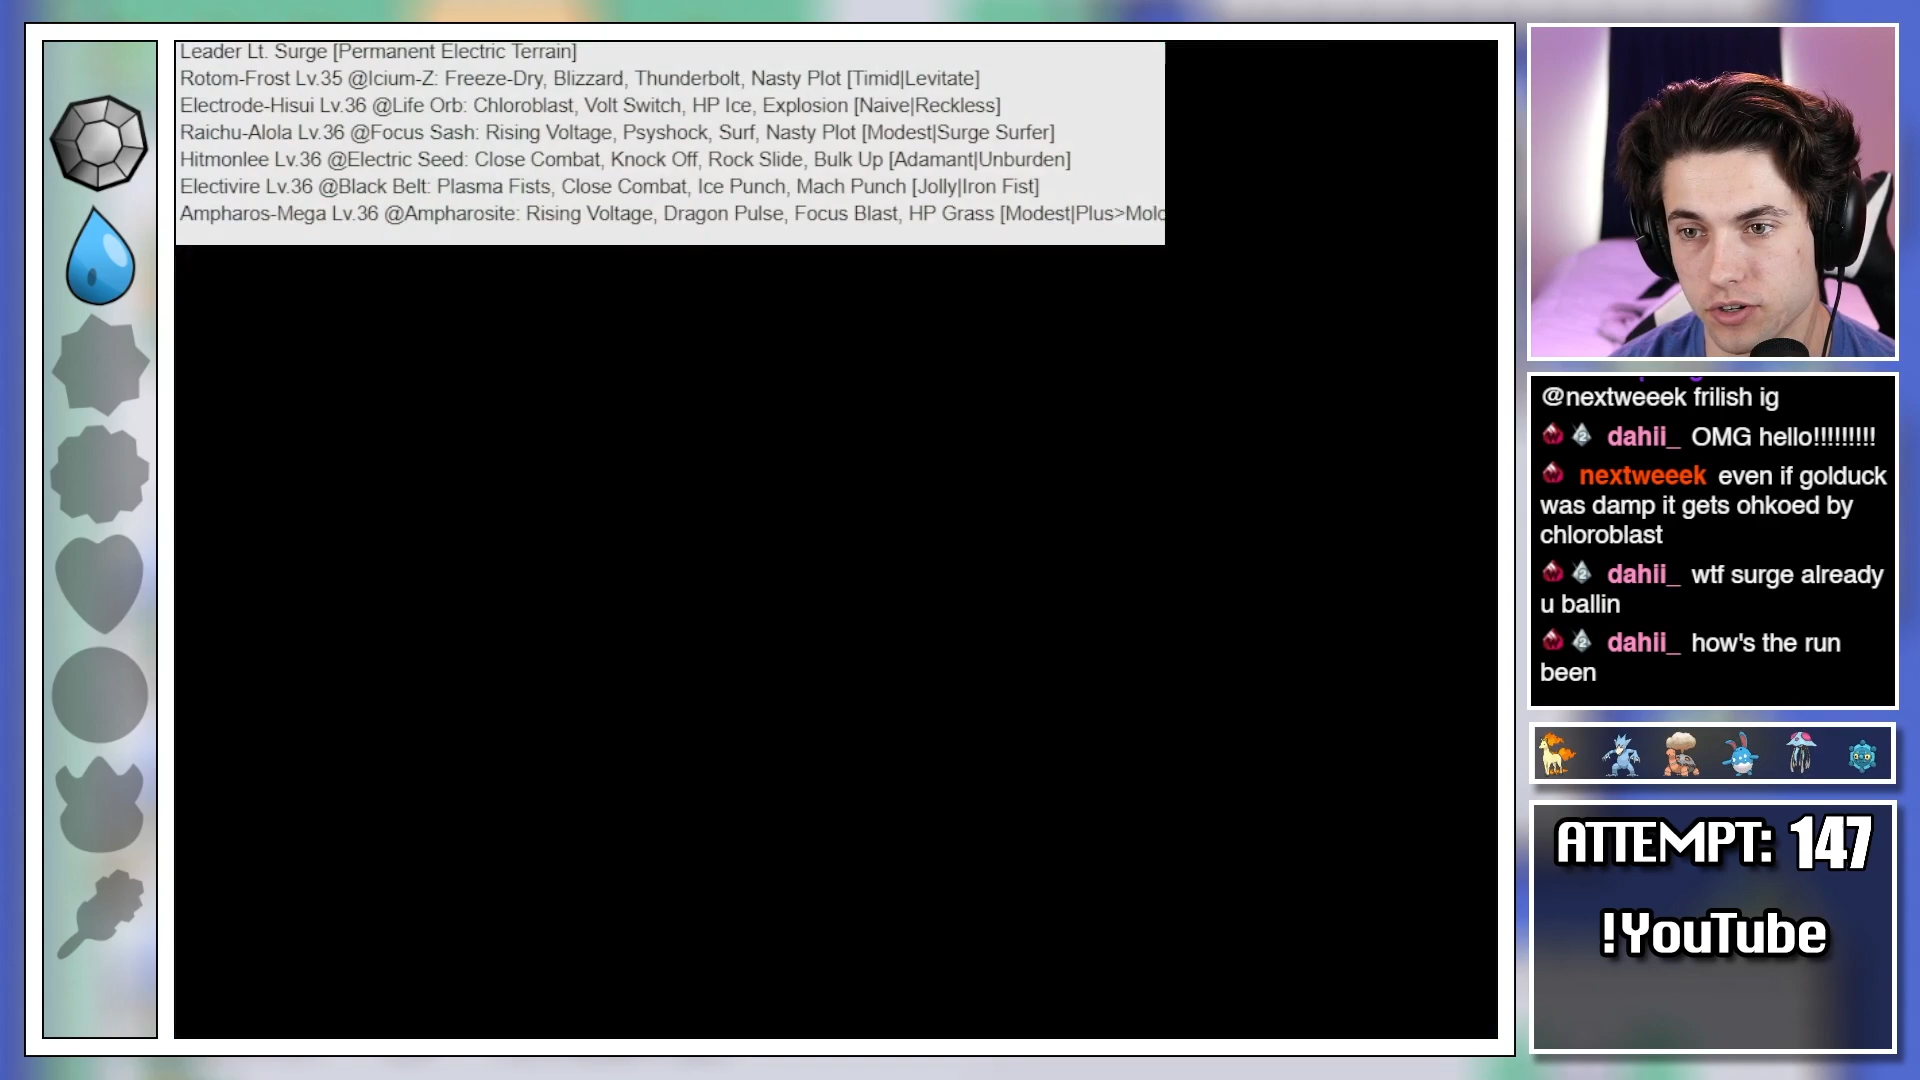 Leader Lt. Surge [Permanent Electric Terrain]
Rotom-Frost Lv.35 @Icium-Z: Freeze-Dry, Blizzard, Thunderbolt, Nasty Plot [Timid|Levitate]
Electrode-Hisui Lv.36 @Life Orb: Chloroblast, Volt Switch, HP Ice, Explosion [Naive|Reckless]
Raichu-Alola Lv.36 @Focus Sash: Rising Voltage, Psyshock, Surf, Nasty Plot [Modest|Surge Surfer]
Hitmonlee Lv.36 @Electric Seed: Close Combat, Knock Off, Rock Slide, Bulk Up [Adamant|Unburden]
Electivire Lv.36 @Black Belt: Plasma Fists, Close Combat, Ice Punch, Mach Punch [Jolly|Iron Fist]
Ampharos-Mega Lv.36 @Ampharosite: Rising Voltage, Dragon Pulse, Focus Blast, HP Grass [Modest|Plus>Molc
@nextweeek frilish ig
dahii_ OMG hello!!!!!!!!!
nextweeek even if golduck
was damp it gets ohkoed by
chloroblast
dahii_ wtf surge already
u ballin
dahii_ how's the run
been
ATTEMPT: 147
!YouTube